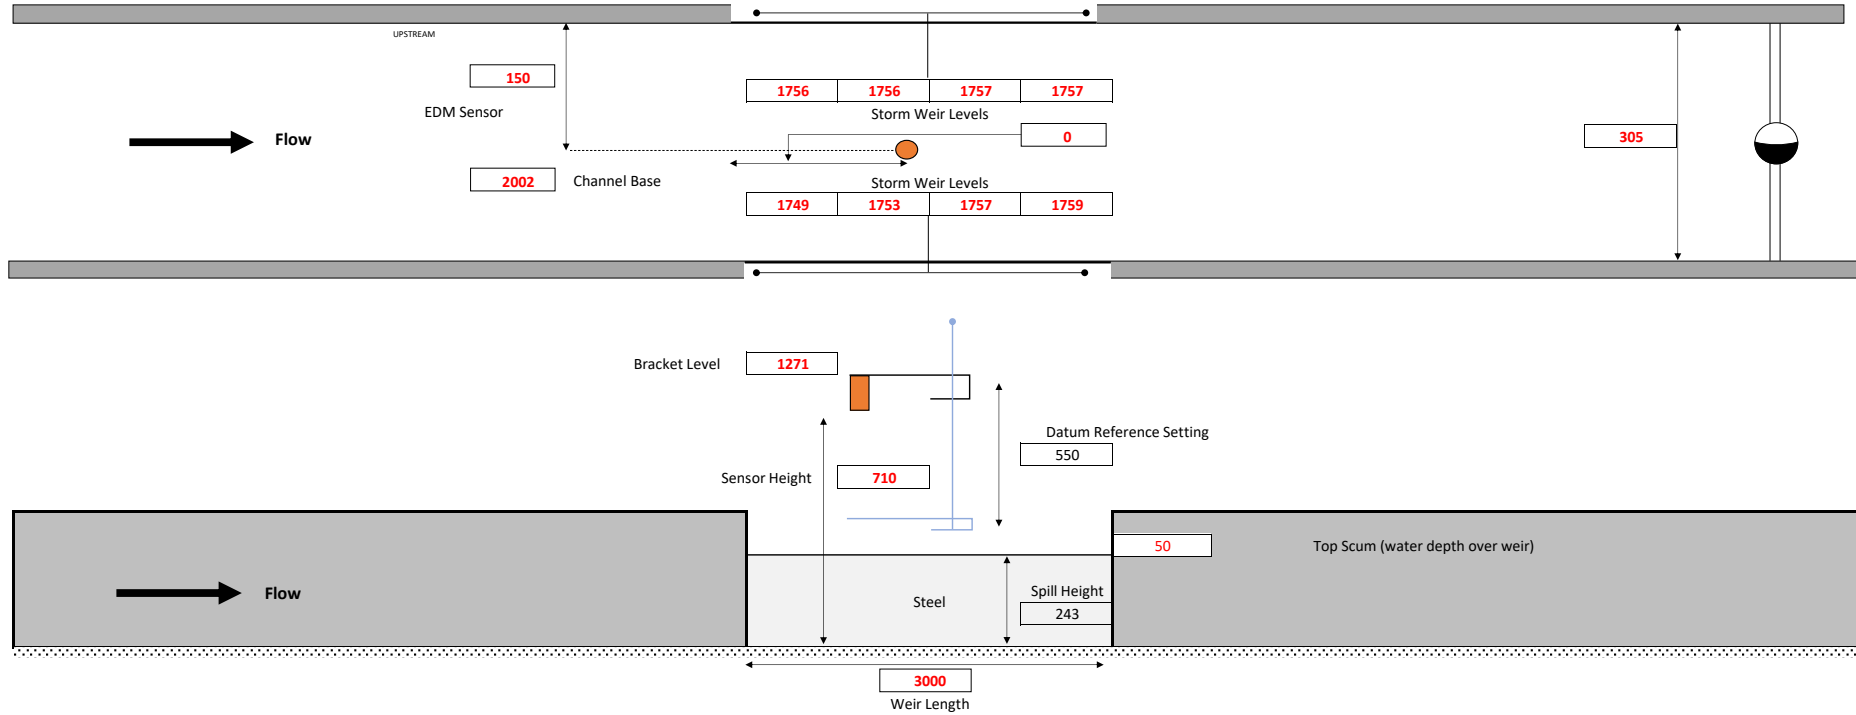 UPSTREAM
150
EDM Sensor
1756 1756 1757 1757
Storm Weir Levels
0
305
Flow
2002
Channel Base
Storm Weir Levels
1749 1753 1757 1759
Bracket Level
1271
Datum Reference Setting
550
Sensor Height
710
50
Top Scum (water depth over weir)
Flow
Steel
Spill Height
243
3000
Weir Length